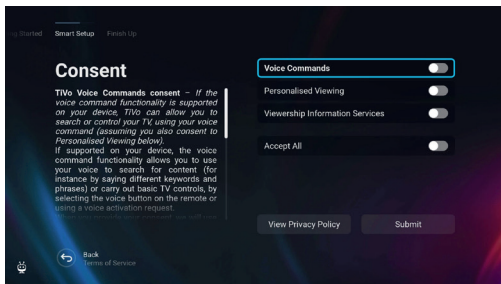 ng Started Smart Setup Finish Up
Consent
TiVo Voice Commands consent – If the
voice command functionality is supported
on your device, TiVo can allow you to
search or control your TV, using your voice
command (assuming you also consent to
Personalised Viewing below).
If supported on your device, the voice
command functionality allows you to use
your voice to search for content (for
instance by saying different keywords and
phrases) or carry out basic TV controls, by
selecting the voice button on the remote or
using a voice activation request.
Voice Commands
Personalised Viewing
Viewership Information Services
Accept All
View Privacy Policy Submit
Back
Terms of Service